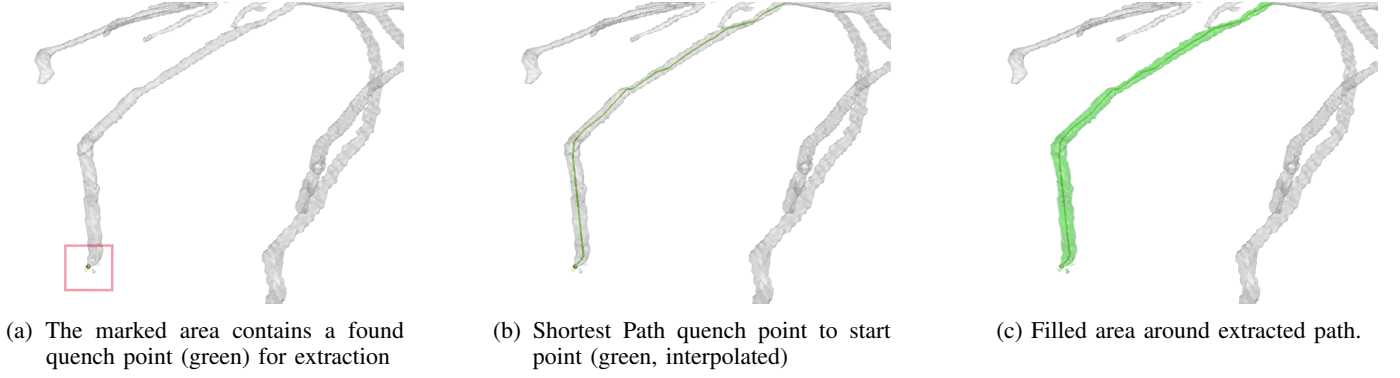 (a) The marked area contains a found
quench point (green) for extraction
(b) Shortest Path quench point to start
point (green, interpolated)
(c) Filled area around extracted path.